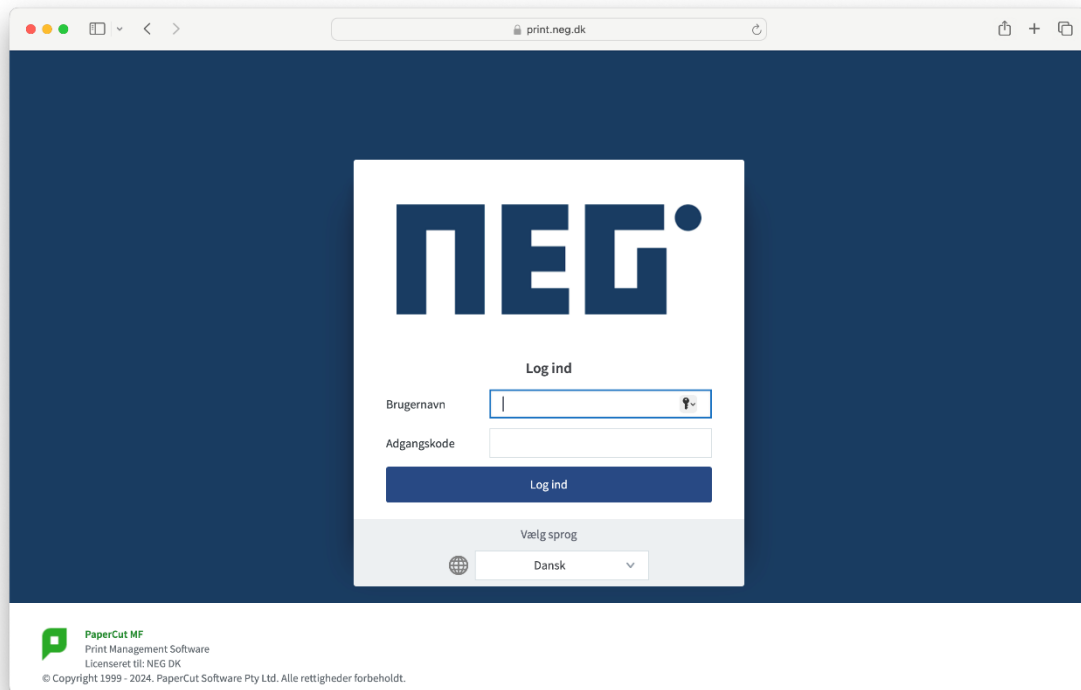 print.neg.dk
NEG
Log ind
Brugernavn
Adgangskode
Log ind
Vælg sprog
Dansk
PaperCut MF
Print Management Software
Licenseret til: NEG DK
© Copyright 1999 - 2024. PaperCut Software Pty Ltd. Alle rettigheder forbeholdt.